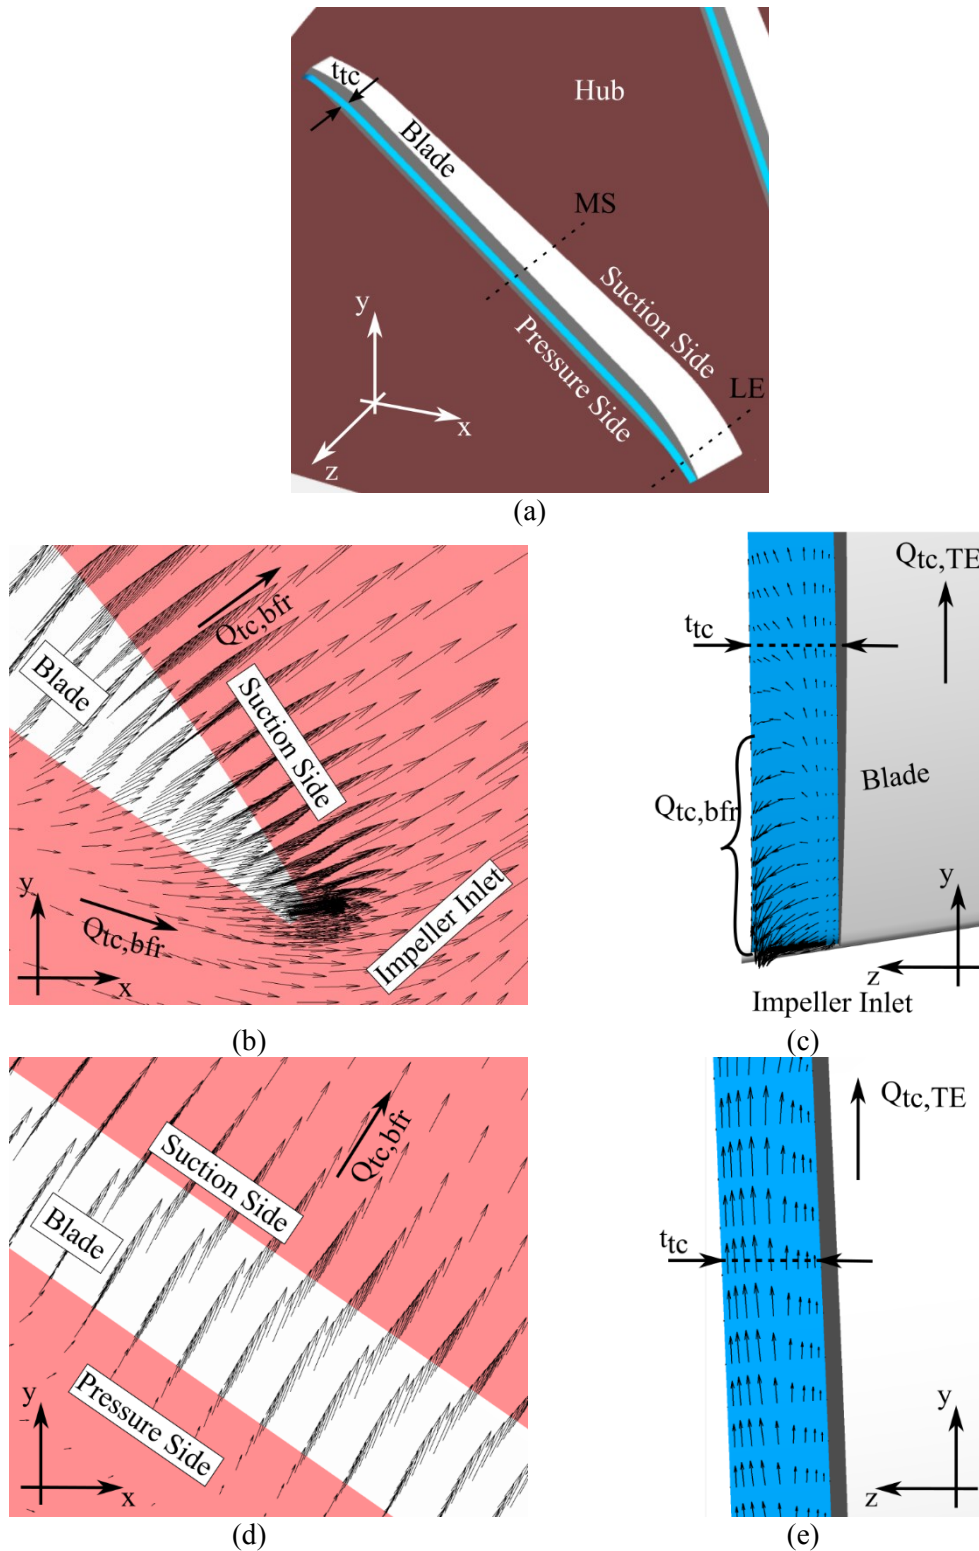 ttc
Hub
Blade
MS
Suction Side
Pressure Side
LE
y
x
z
(a)
Qtc,bfr
Blade
Suction Side
Impeller Inlet
y
Qtc,bfr
x
(b)
Qtc,TE
ttc
Blade
Qtc,bfr
y
z
Impeller Inlet
(c)
Qtc,bfr
Suction Side
Blade
Pressure Side
y
x
(d)
Qtc,TE
ttc
y
z
(e)